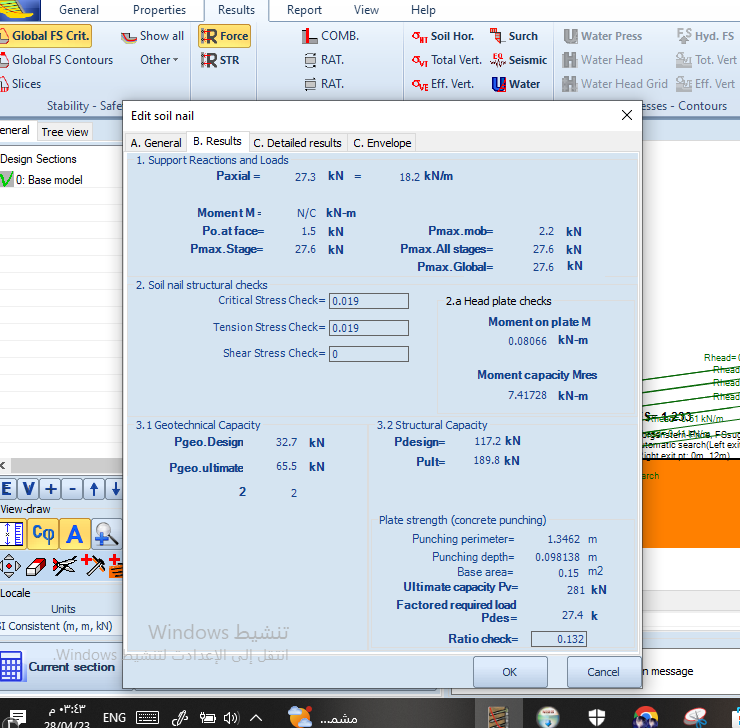 General Properties Results Report View Help
Global FS Crit. Show all Force COMB. Soil Hor. Surch Water Press Hyd. FS
Global FS Contours Other STR RAT. Total Vert. Seismic Water Head Tot. Vert
Slices RAT. Eff. Vert. Water Water Head Grid Eff. Vert
Stability - Safe esses - Contours
eneral Tree view
Design Sections
0: Base model
Edit soil nail
A. General B. Results C. Detailed results C. Envelope
1. Support Reactions and Loads
Paxial = 27.3 kN = 18.2 kN/m
Moment M = N/C kN-m
Po.at face= 1.5 kN Pmax.mob= 2.2 kN
Pmax.Stage= 27.6 kN Pmax.All stages= 27.6 kN
Pmax.Global= 27.6 kN
2. Soil nail structural checks
Critical Stress Check= 0.019
Tension Stress Check= 0.019
Shear Stress Check= 0
2.a Head plate checks
Moment on plate M
0.08066 kN-m
Moment capacity Mres
7.41728 kN-m
3.1 Geotechnical Capacity
Pgeo.Design 32.7 kN
Pgeo.ultimate 65.5 kN
2 2
3.2 Structural Capacity
Pdesign= 117.2 kN
Pult= 189.8 kN
Plate strength (concrete punching)
Punching perimeter= 1.3462 m
Punching depth= 0.098138 m
Base area= 0.15 m2
Ultimate capacity Pv= 281 kN
Factored required load
Pdes= 27.4 k
Ratio check= 0.132
OK Cancel
Rhead=
Rhead
Rhead
Rhead
S= 1.233
tomatic search(Left exi
ight exit pt: 0m, 12m)
arch
E V + -
View-draw
Cφ A
Locale
Units
SI Consistent (m, m, kN)
Current section
n message
تنشيط Windows
انتقل إلى الإعدادات لتنشيط Windows.
٠٣:٤٣ م
28/04/23
ENG
مشمـ...